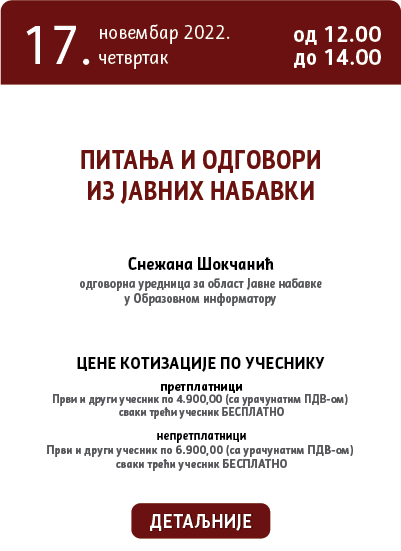 17. новембар 2022. од 12.00
четвртак до 14.00
ПИТАЊА И ОДГОВОРИ
ИЗ ЈАВНИХ НАБАВКИ
Снежана Шокчанић
одговорна уредница за област Јавне набавке
у Образовном информатору
ЦЕНЕ КОТИЗАЦИЈЕ ПО УЧЕСНИКУ
претплатници
Први и други учесник по 4.900,00 (са урачунатим ПДВ-ом)
сваки трећи учесник БЕСПЛАТНО
непретплатници
Први и други учесник по 6.900,00 (са урачунатим ПДВ-ом)
сваки трећи учесник БЕСПЛАТНО
ДЕТАЉНИЈЕ